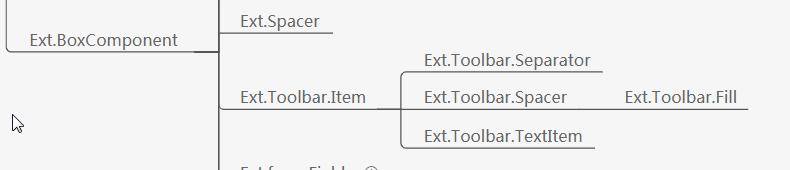 Ext.Spacer
Ext.BoxComponent
Ext.Toolbar.Separator
Ext.Toolbar.Item
Ext.Toolbar.Spacer
Ext.Toolbar.Fill
Ext.Toolbar.TextItem